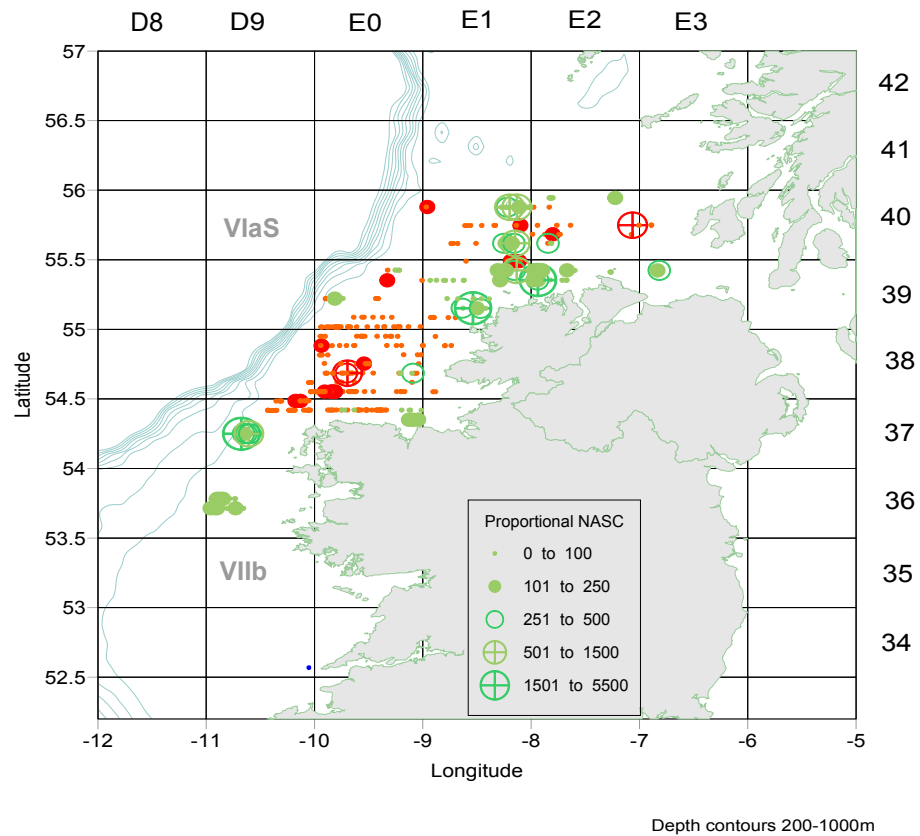 D8 D9 E0 E1 E2 E3
57
56.5
56
55.5
55
54.5
54
53.5
53
52.5
Latitude
42
41
40
39
38
37
36
35
34
VIaS
VIIb
Proportional NASC
0 to 100
101 to 250
251 to 500
501 to 1500
1501 to 5500
-12 -11 -10 -9 -8 -7 -6 -5
Longitude
Depth contours 200-1000m